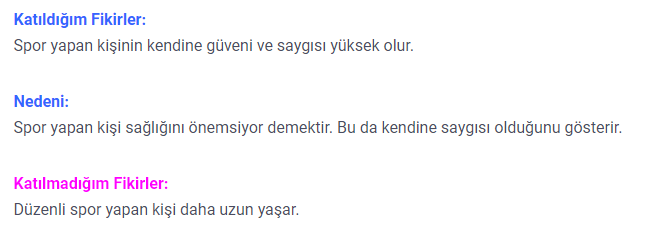 Katıldığım Fikirler:
Spor yapan kişinin kendine güveni ve saygısı yüksek olur.
Nedeni:
Spor yapan kişi sağlığını önemsiyor demektir. Bu da kendine saygısı olduğunu gösterir.
Katılmadığım Fikirler:
Düzenli spor yapan kişi daha uzun yaşar.